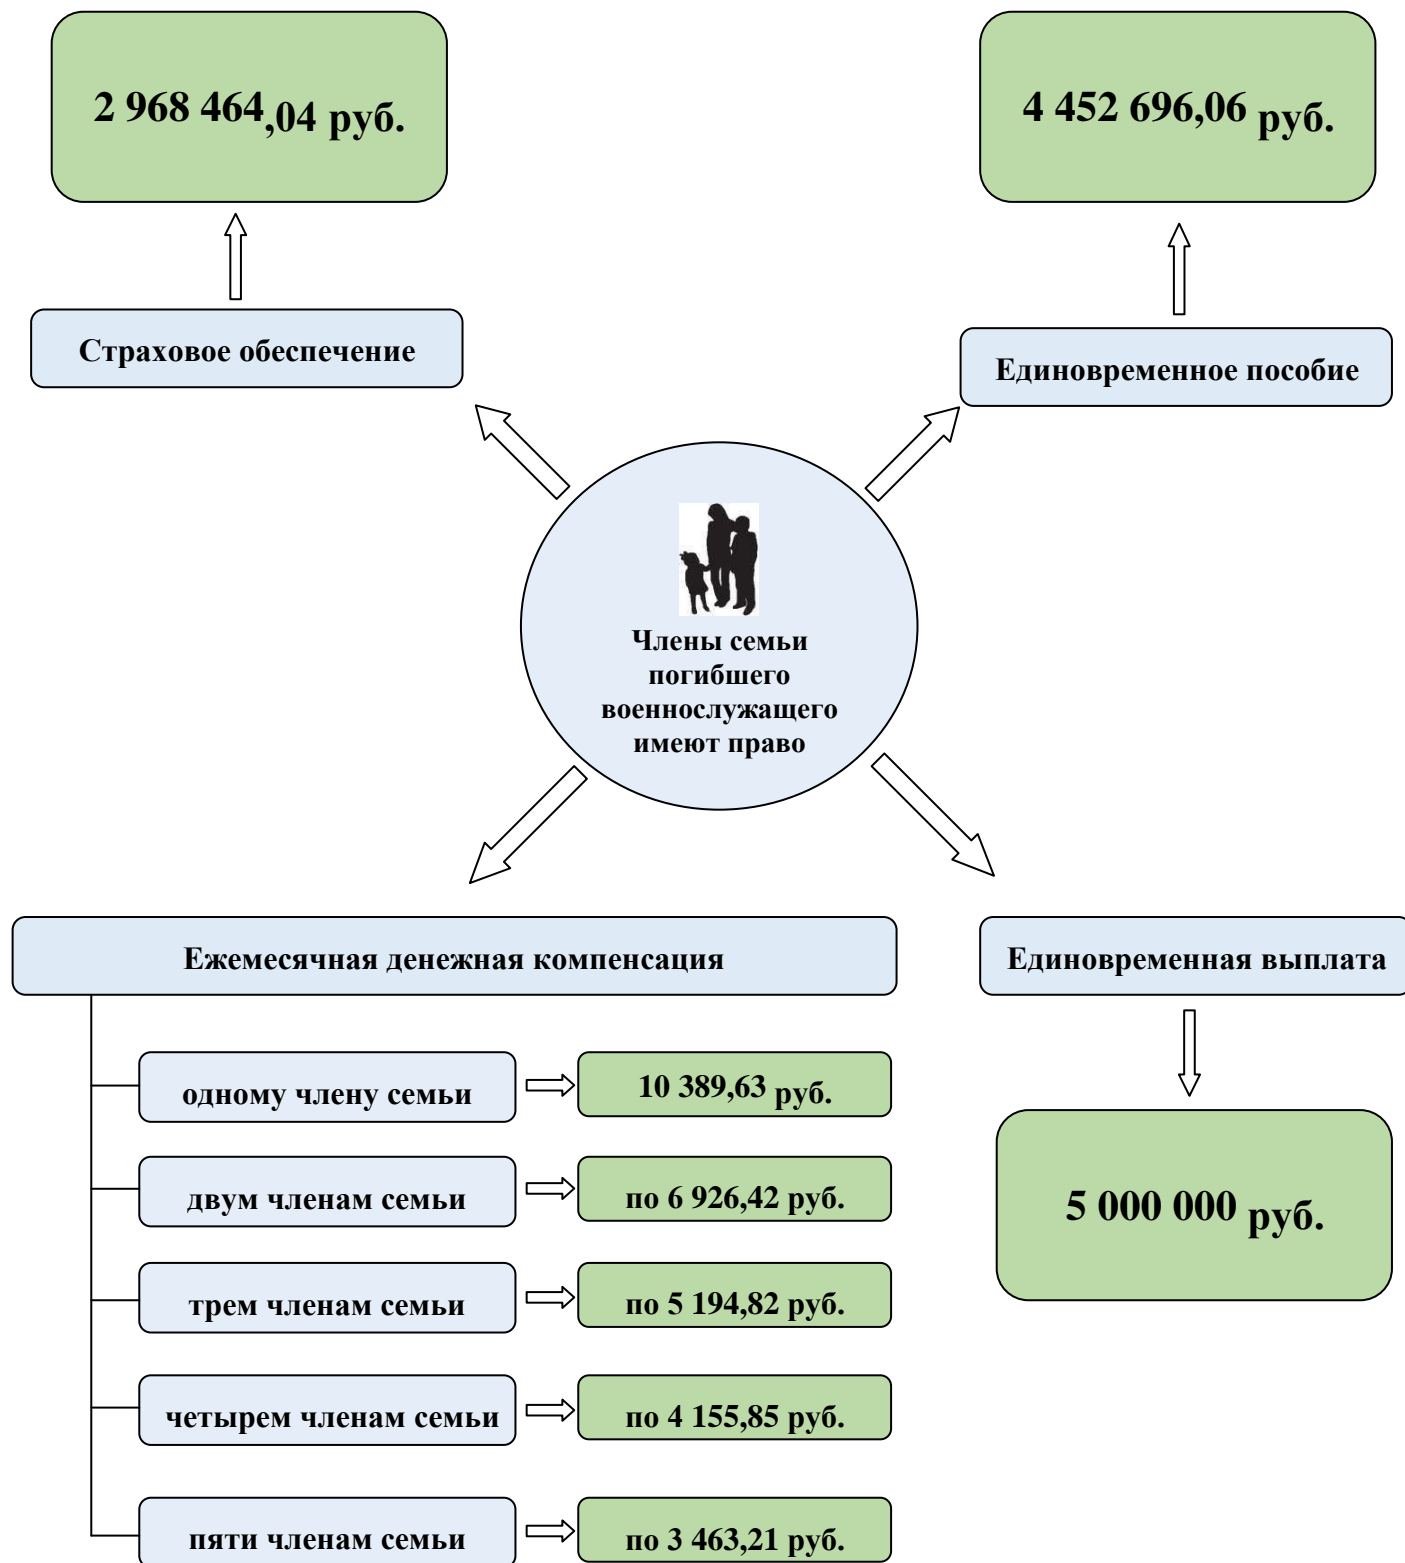 2 968 464,04 руб.
4 452 696,06 руб.
Страховое обеспечение
Единовременное пособие
Члены семьи
погибшего
военнослужащего
имеют право
Ежемесячная денежная компенсация
Единовременная выплата
одному члену семьи
10 389,63 руб.
двум членам семьи
по 6 926,42 руб.
5 000 000 руб.
трем членам семьи
по 5 194,82 руб.
четырем членам семьи
по 4 155,85 руб.
пяти членам семьи
по 3 463,21 руб.